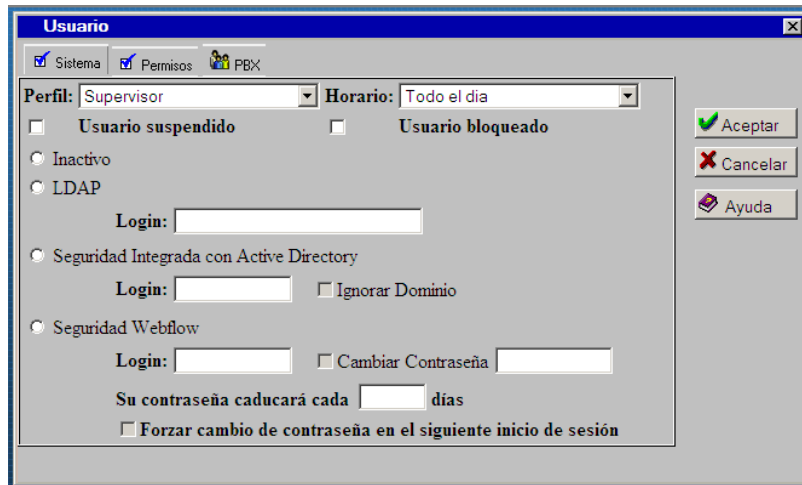 Usuario
Sistema Permisos PBX
Perfil: Supervisor Horario: Todo el dia
Usuario suspendido Usuario bloqueado
Aceptar
Inactivo
Cancelar
LDAP
Ayuda
Login:
Seguridad Integrada con Active Directory
Login: Ignorar Dominio
Seguridad Webflow
Login: Cambiar Contraseña
Su contraseña caducará cada días
Forzar cambio de contraseña en el siguiente inicio de sesión